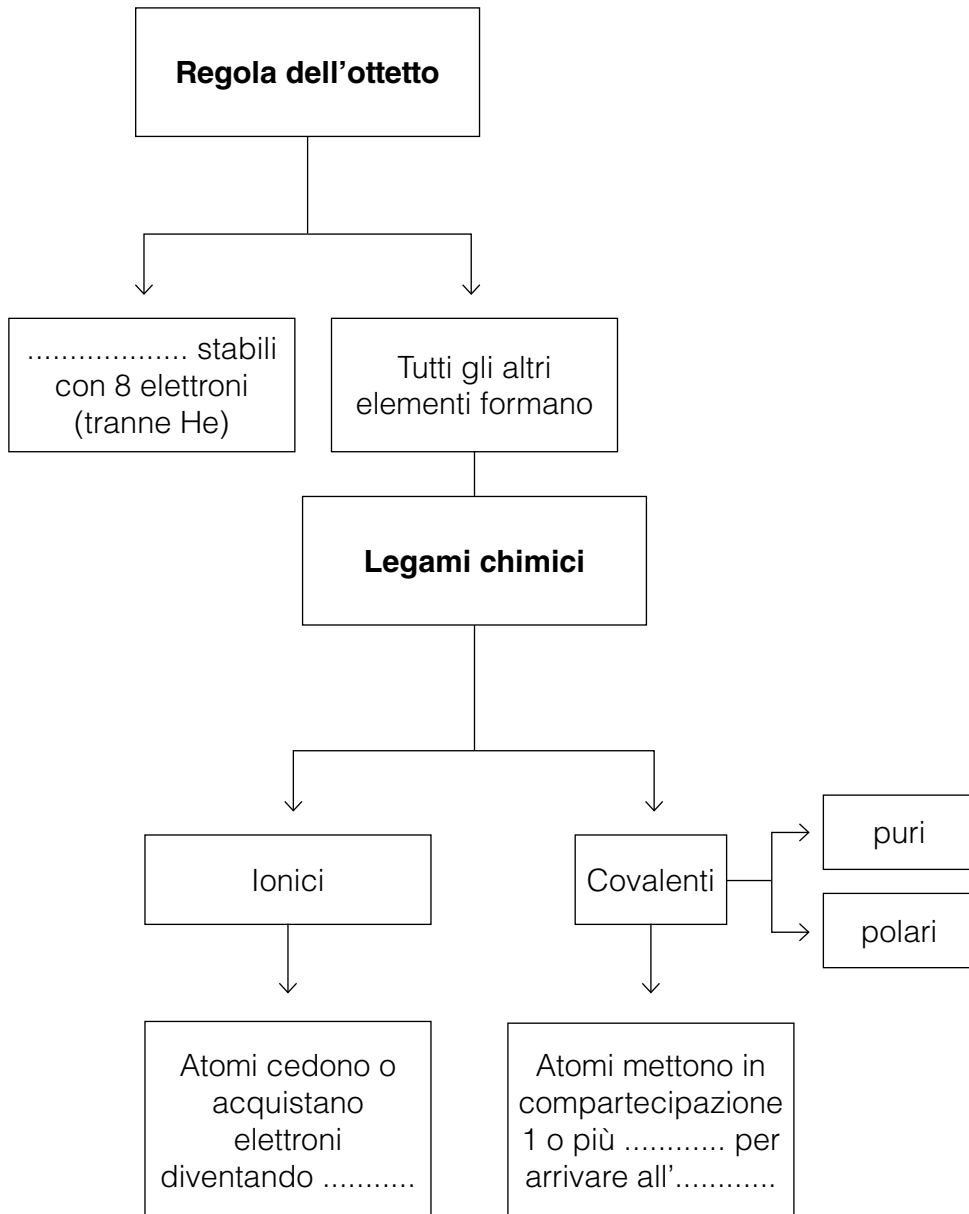 Regola dell’ottetto
................... stabili
con 8 elettroni
(tranne He)
Tutti gli altri
elementi formano
Legami chimici
Ionici
Covalenti
puri
polari
Atomi cedono o
acquistano
elettroni
diventando ...........
Atomi mettono in
compartecipazione
1 o più ............ per
arrivare all’............